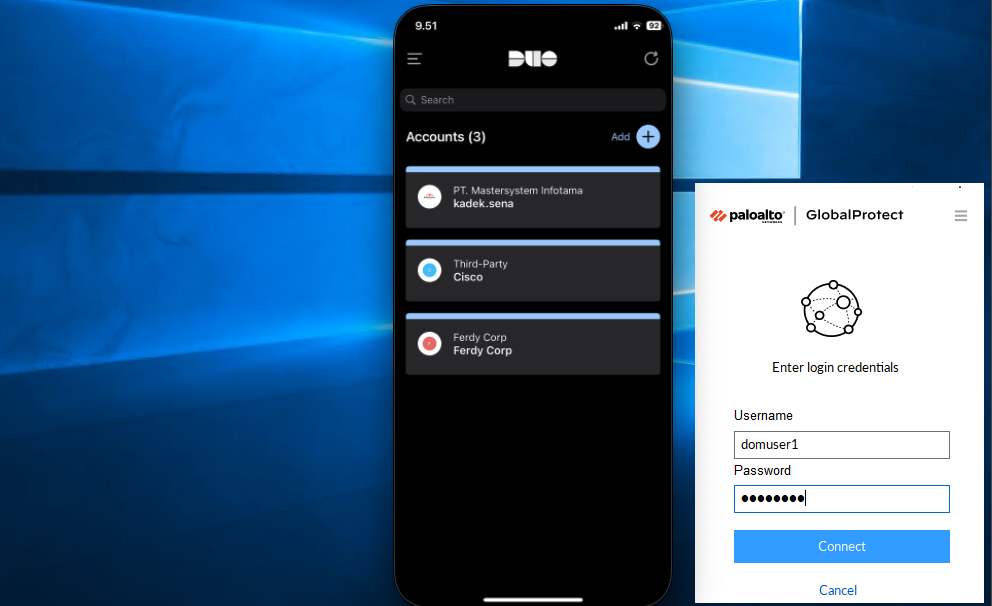 9.51
92
DUO
Search
Accounts (3)
Add
PT. Mastersystem Infotama
kadek.sena
Third-Party
Cisco
Ferdy Corp
Ferdy Corp
paloalto
NETWORKS
GlobalProtect
Enter login credentials
Username
domuser1
Password
Connect
Cancel